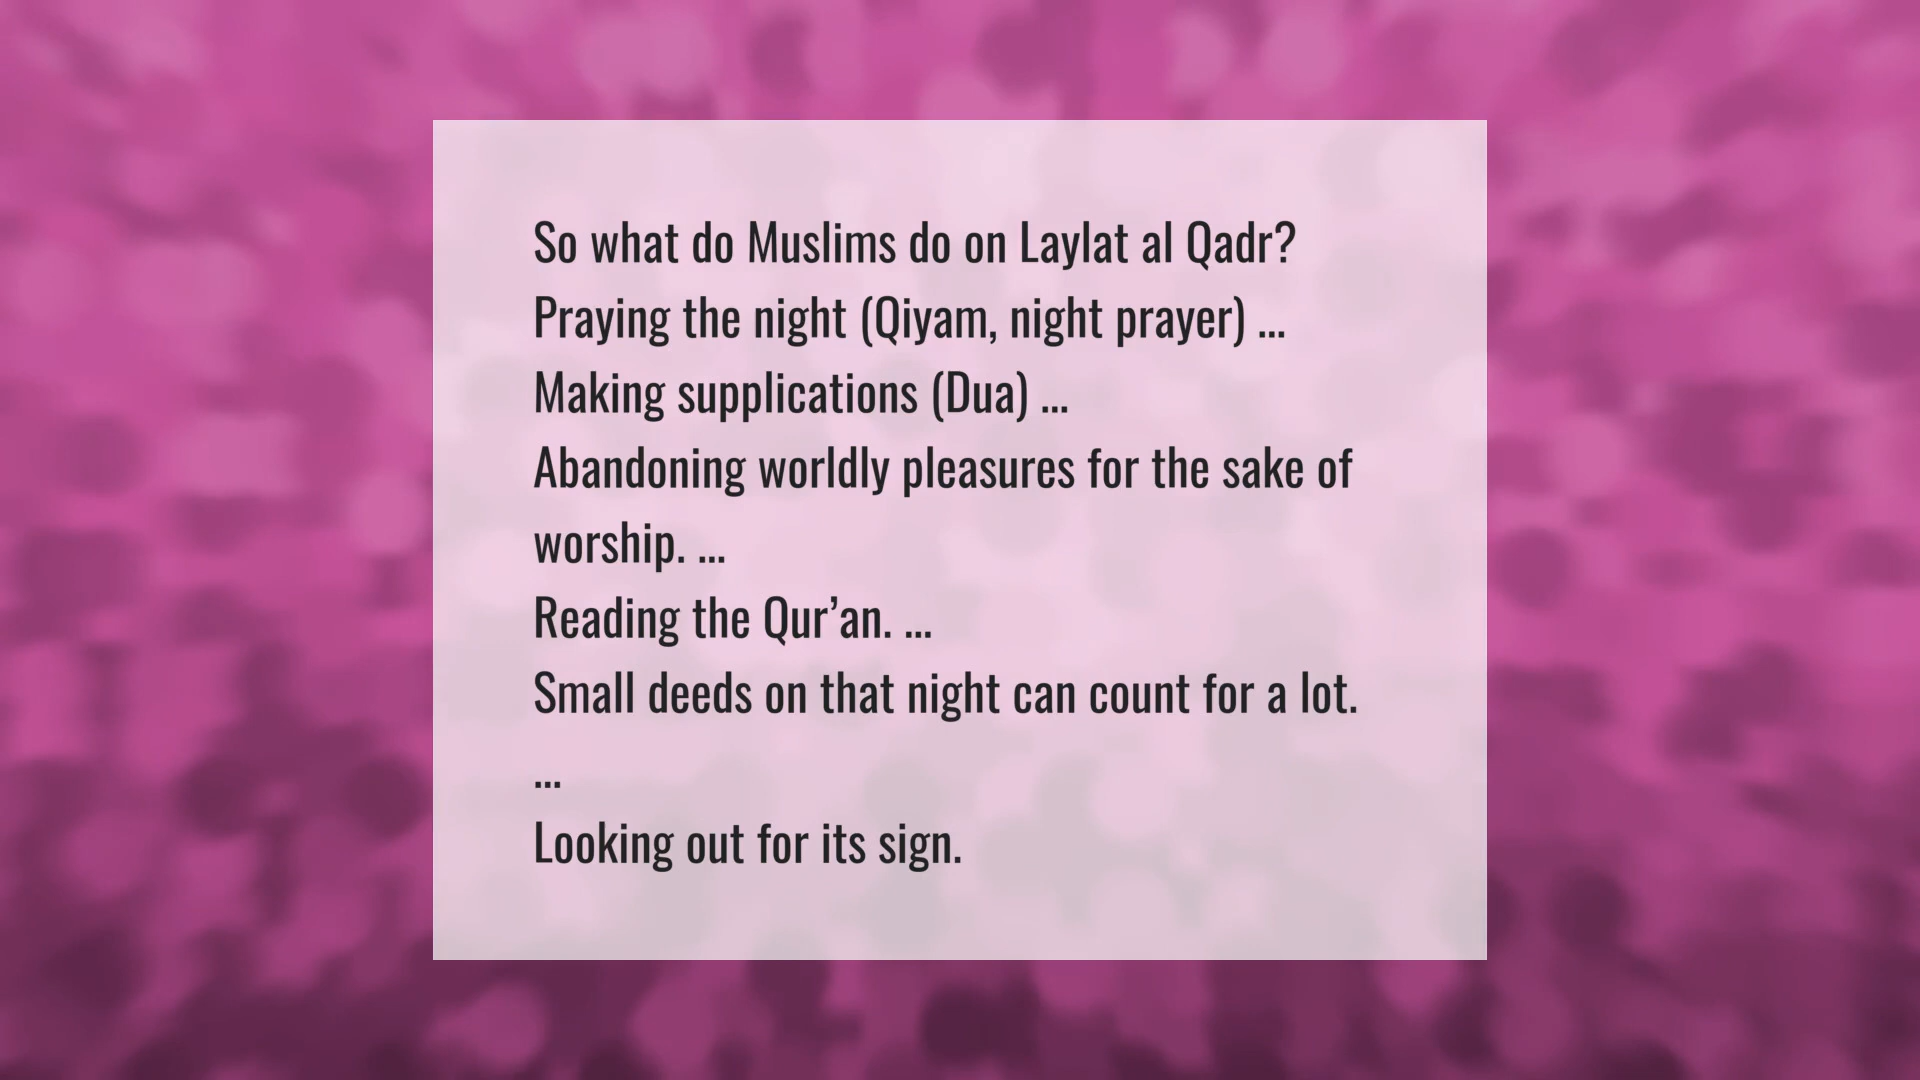 So what do Muslims do on Laylat al Qadr?
Praying the night (Qiyam, night prayer) ...
Making supplications (Dua) ...
Abandoning worldly pleasures for the sake of
worship. ...
Reading the Qur’an. ...
Small deeds on that night can count for a lot.
...
Looking out for its sign.